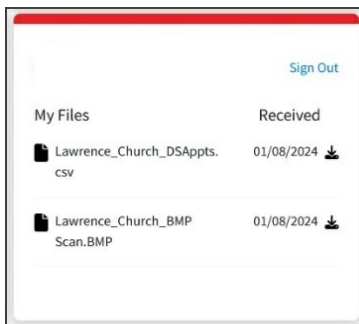 Sign Out
My Files Received
Lawrence_Church_DSAppts. 01/08/2024
csv
Lawrence_Church_BMP 01/08/2024
Scan.BMP